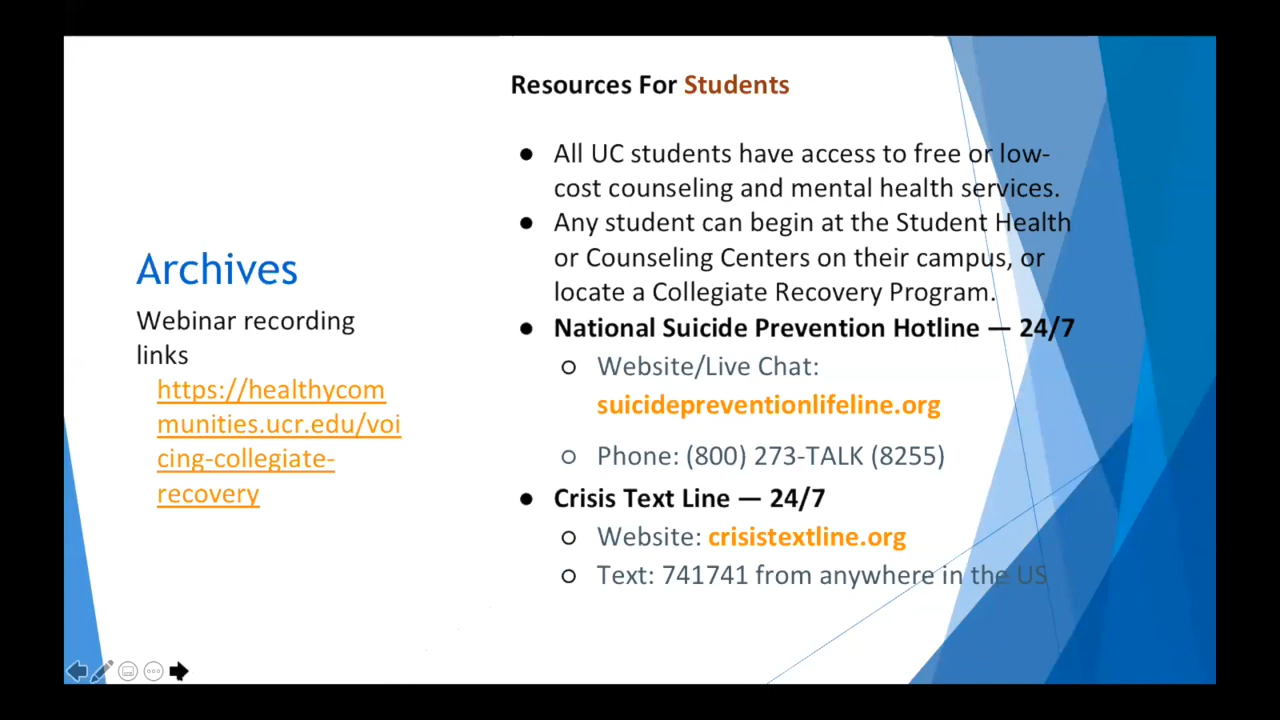 Archives
Webinar recording
links
https://healthycom
munities.ucr.edu/voi
cing-collegiate-
recovery
Resources For Students
● All UC students have access to free or low-
cost counseling and mental health services.
● Any student can begin at the Student Health
or Counseling Centers on their campus, or
locate a Collegiate Recovery Program.
● National Suicide Prevention Hotline — 24/7
○ Website/Live Chat:
suicidepreventionlifeline.org
○ Phone: (800) 273-TALK (8255)
● Crisis Text Line — 24/7
○ Website: crisistextline.org
○ Text: 741741 from anywhere in the US